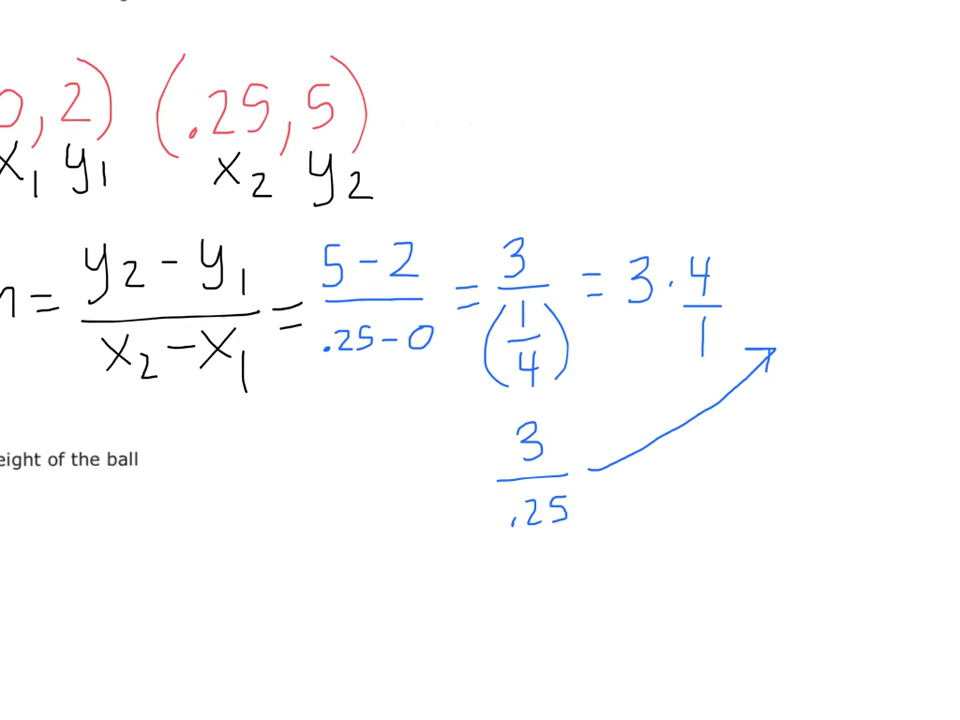 0, 2) (.25, 5)
x₁ y₁ x₂ y₂
= y₂ - y₁ / x₂ - x₁ = 5 - 2 / .25 - 0 = 3 / (1/4) = 3 · 4/1
3 / .25
eight of the ball